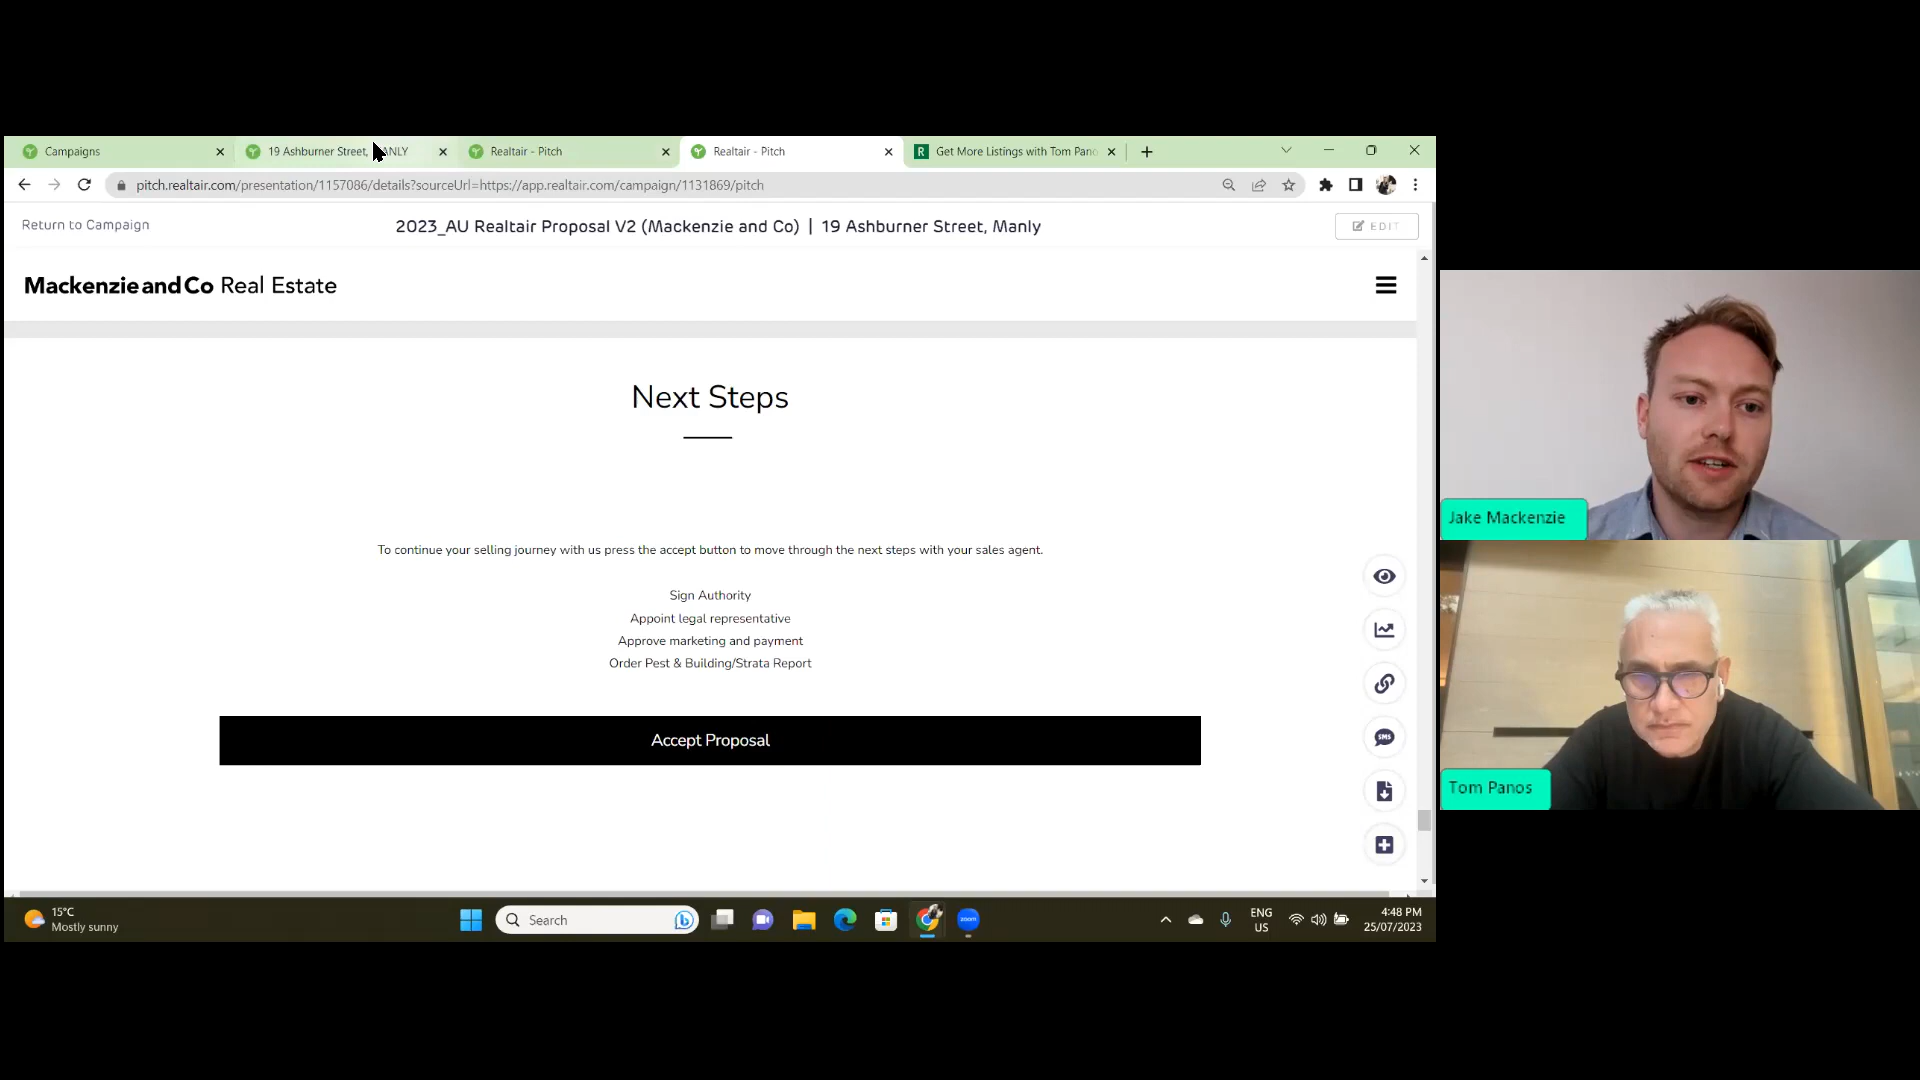 Campaigns
19 Ashburner Street, ANLY
Realtair - Pitch
Realtair - Pitch
Get More Listings with Tom Pano
pitch.realtair.com/presentation/1157086/details?sourceUrl=https://app.realtair.com/campaign/1131869/pitch
Return to Campaign
2023_AU Realtair Proposal V2 (Mackenzie and Co) | 19 Ashburner Street, Manly
EDIT
Mackenzie and Co Real Estate
Next Steps
To continue your selling journey with us press the accept button to move through the next steps with your sales agent.
Sign Authority
Appoint legal representative
Approve marketing and payment
Order Pest & Building/Strata Report
Accept Proposal
SMS
Jake Mackenzie
Tom Panos
15°C
Mostly sunny
Search
zoom
ENG
US
4:48 PM
25/07/2023